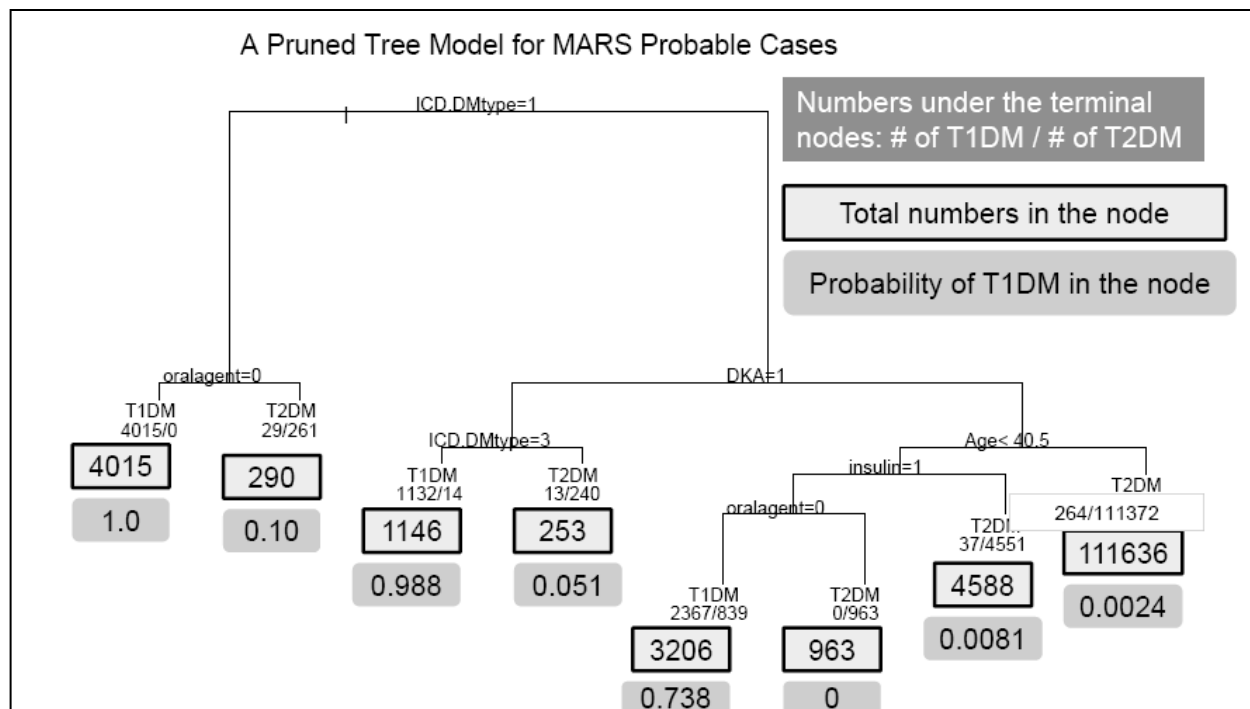 A Pruned Tree Model for MARS Probable Cases
ICD.DMtype=1
Numbers under the terminal
nodes: # of T1DM / # of T2DM
Total numbers in the node
Probability of T1DM in the node
oralagent=0
DKA=1
T1DM
4015/0
T2DM
29/261
4015
290
1.0
0.10
ICD.DMtype=3
Age< 40.5
T1DM
1132/14
T2DM
13/240
1146
253
0.988
0.051
insulin=1
T2DM
264/111372
111636
0.0024
oralagent=0
T2DM
37/4551
4588
0.0081
T1DM
2367/839
T2DM
0/963
3206
963
0.738
0